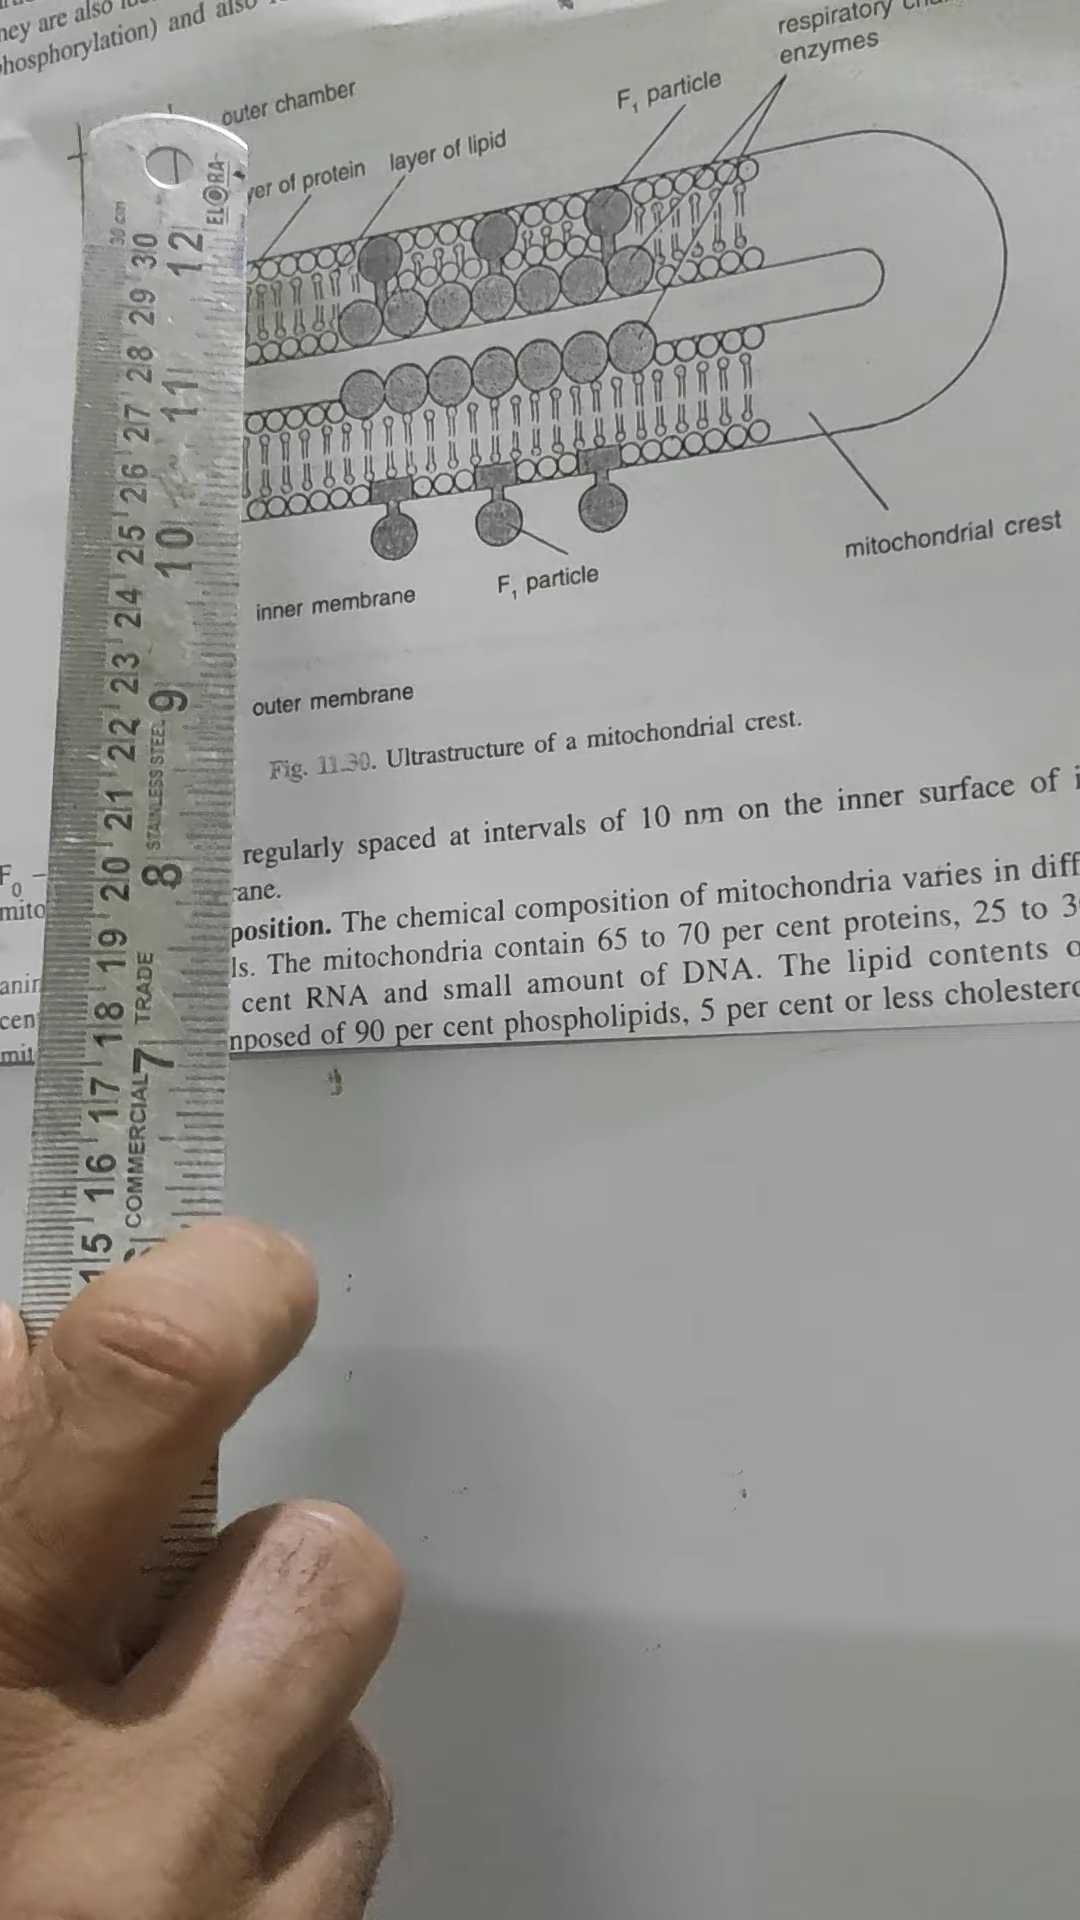 ney are also
hosphorylation) and also
respiratory
enzymes
F₁ particle
outer chamber
layer of lipid
yer of protein
mitochondrial crest
F₁ particle
inner membrane
outer membrane
Fig. 11.30. Ultrastructure of a mitochondrial crest.
F₀ – regularly spaced at intervals of 10 nm on the inner surface of i
mito rane.
position. The chemical composition of mitochondria varies in diff
anim ls. The mitochondria contain 65 to 70 per cent proteins, 25 to 3
cen cent RNA and small amount of DNA. The lipid contents o
mit nposed of 90 per cent phospholipids, 5 per cent or less cholestero
ELORA
30 cm
30 29 28 27 26 25 24 23 22 21 20 19 18 17 16 15
12 11 10 9 8 7
STAINLESS STEEL
COMMERCIAL TRADE